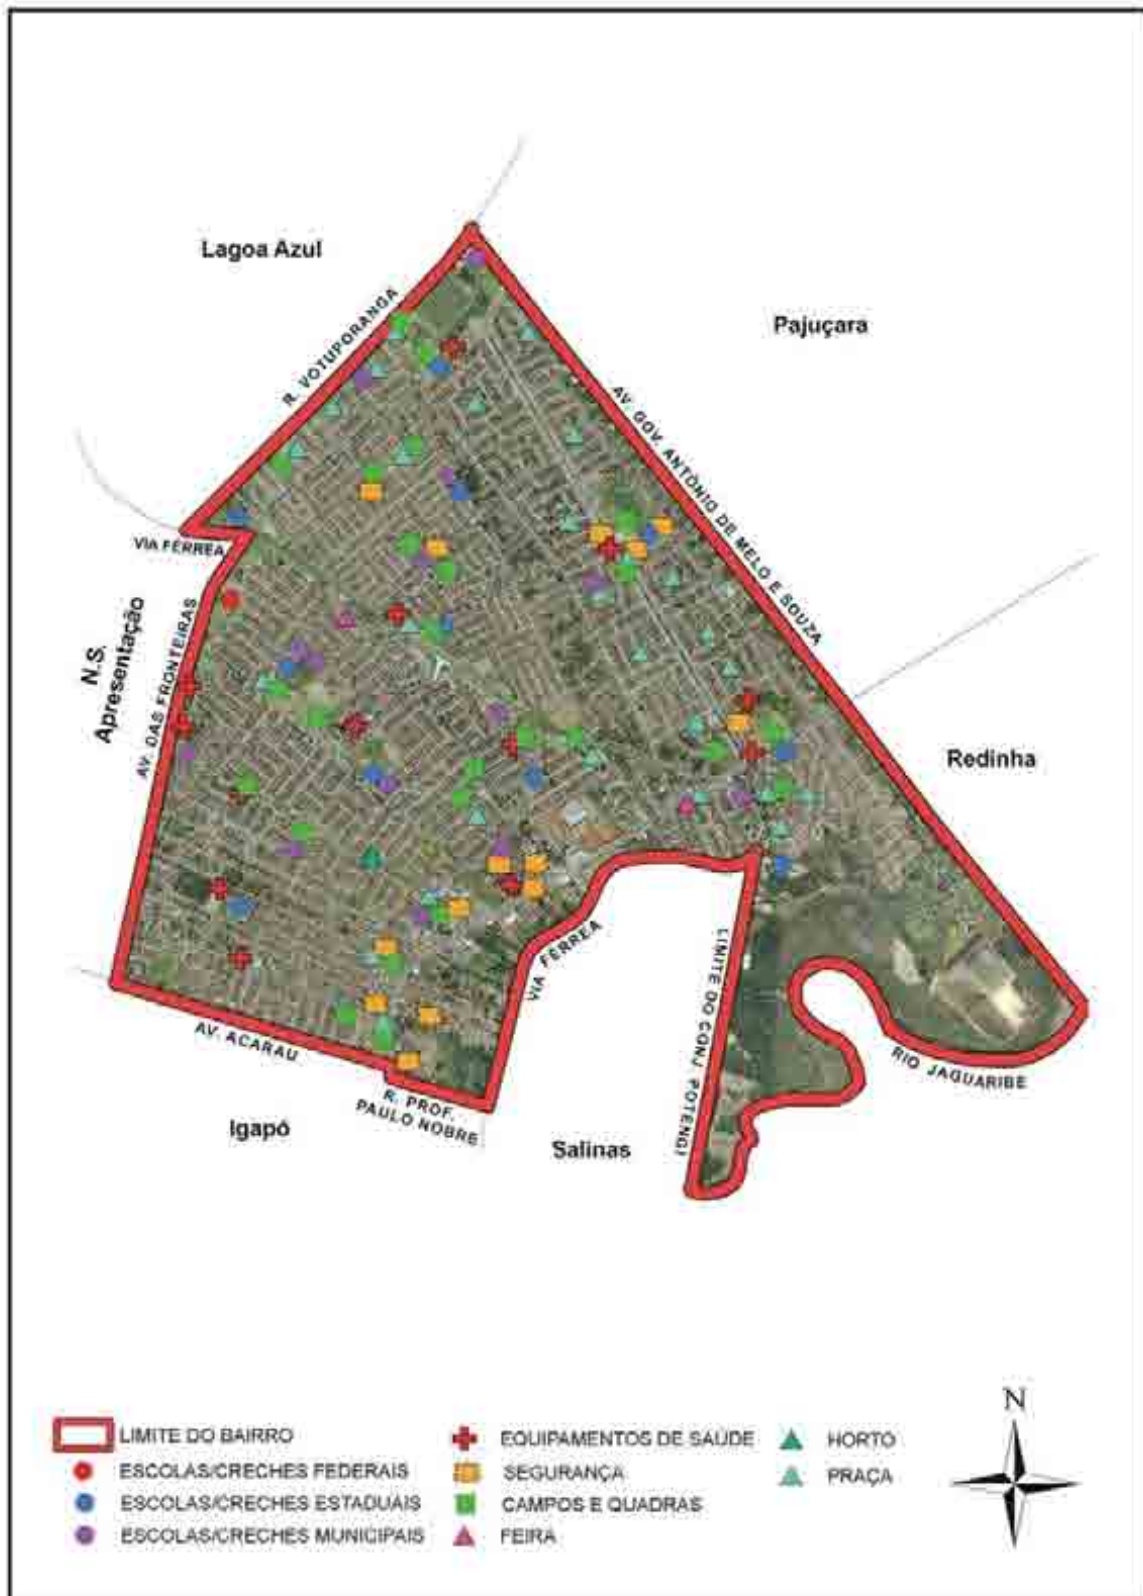 Lagoa Azul
Pajuçara
R. VOTUPORANGA
AV. GOV. ANTÔNIO DE MELO E SOUZA
VIA FÉRREA
N.S.
Apresentação
AV. DAS FRONTEIRAS
Redinha
VIA FÉRREA
LIMITE DO CONJ. POTENGI
RIO JAGUARIBE
AV. ACARAU
R. PROF.
PAULO NOBRE
Igapó
Salinas
N
LIMITE DO BAIRRO
ESCOLAS/CRECHES FEDERAIS
ESCOLAS/CRECHES ESTADUAIS
ESCOLAS/CRECHES MUNICIPAIS
EQUIPAMENTOS DE SAÚDE
SEGURANÇA
CAMPOS E QUADRAS
FEIRA
HORTO
PRAÇA